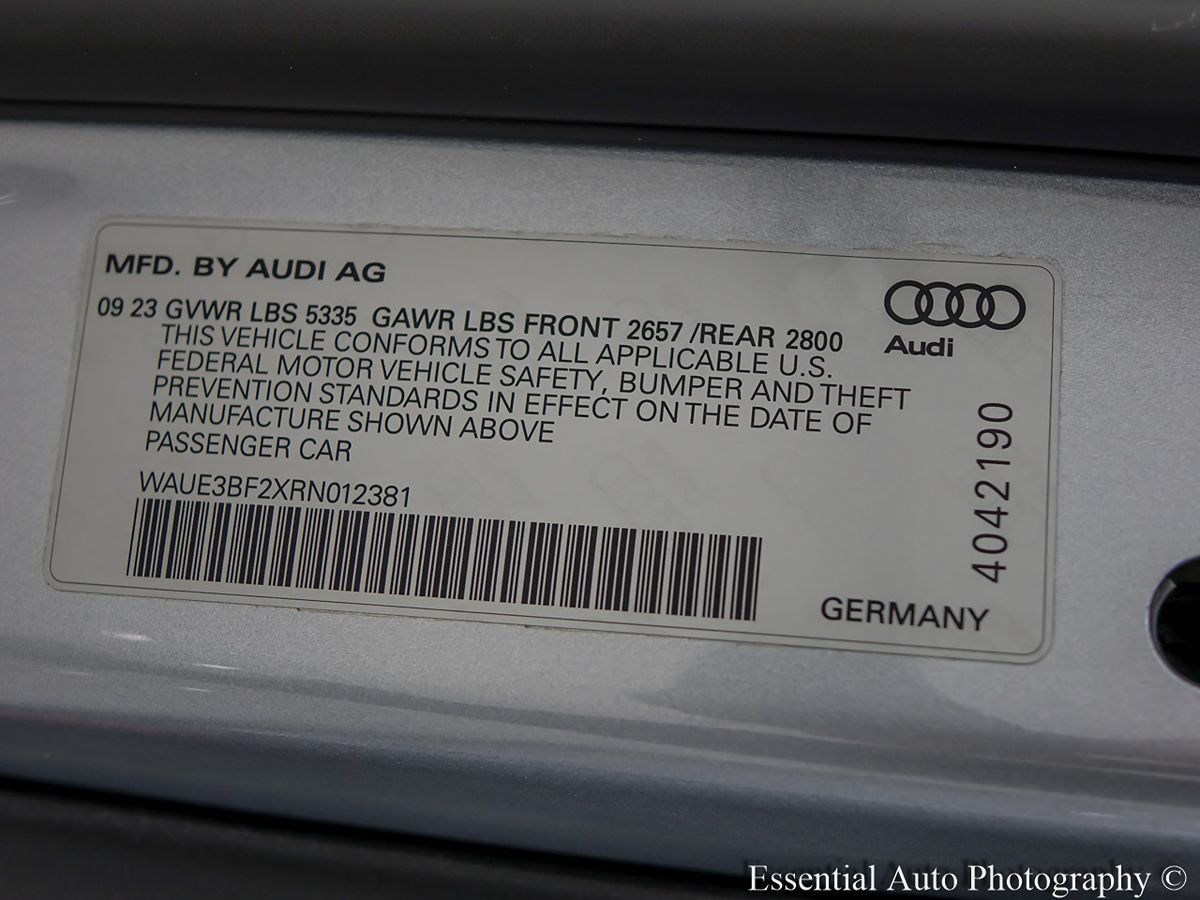 MFD. BY AUDI AG
09 23 GVWR LBS 5335 GAWR LBS FRONT 2657 /REAR 2800
THIS VEHICLE CONFORMS TO ALL APPLICABLE U.S.
FEDERAL MOTOR VEHICLE SAFETY, BUMPER AND THEFT
PREVENTION STANDARDS IN EFFECT ON THE DATE OF
MANUFACTURE SHOWN ABOVE
PASSENGER CAR
WAUE3BF2XRN012381
Audi
4042190
GERMANY
Essential Auto Photography ©